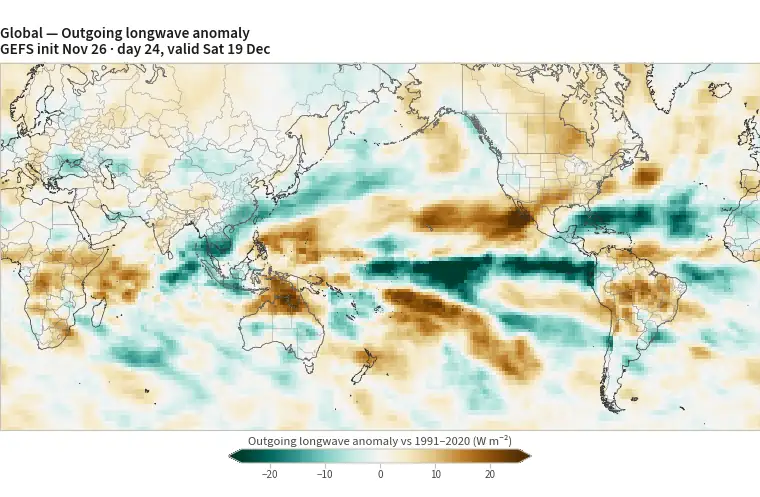 Global — Outgoing longwave anomaly
GEFS init Nov 26 · day 24, valid Sat 19 Dec
Outgoing longwave anomaly vs 1991–2020 (W m⁻²)
−20 −10 0 10 20